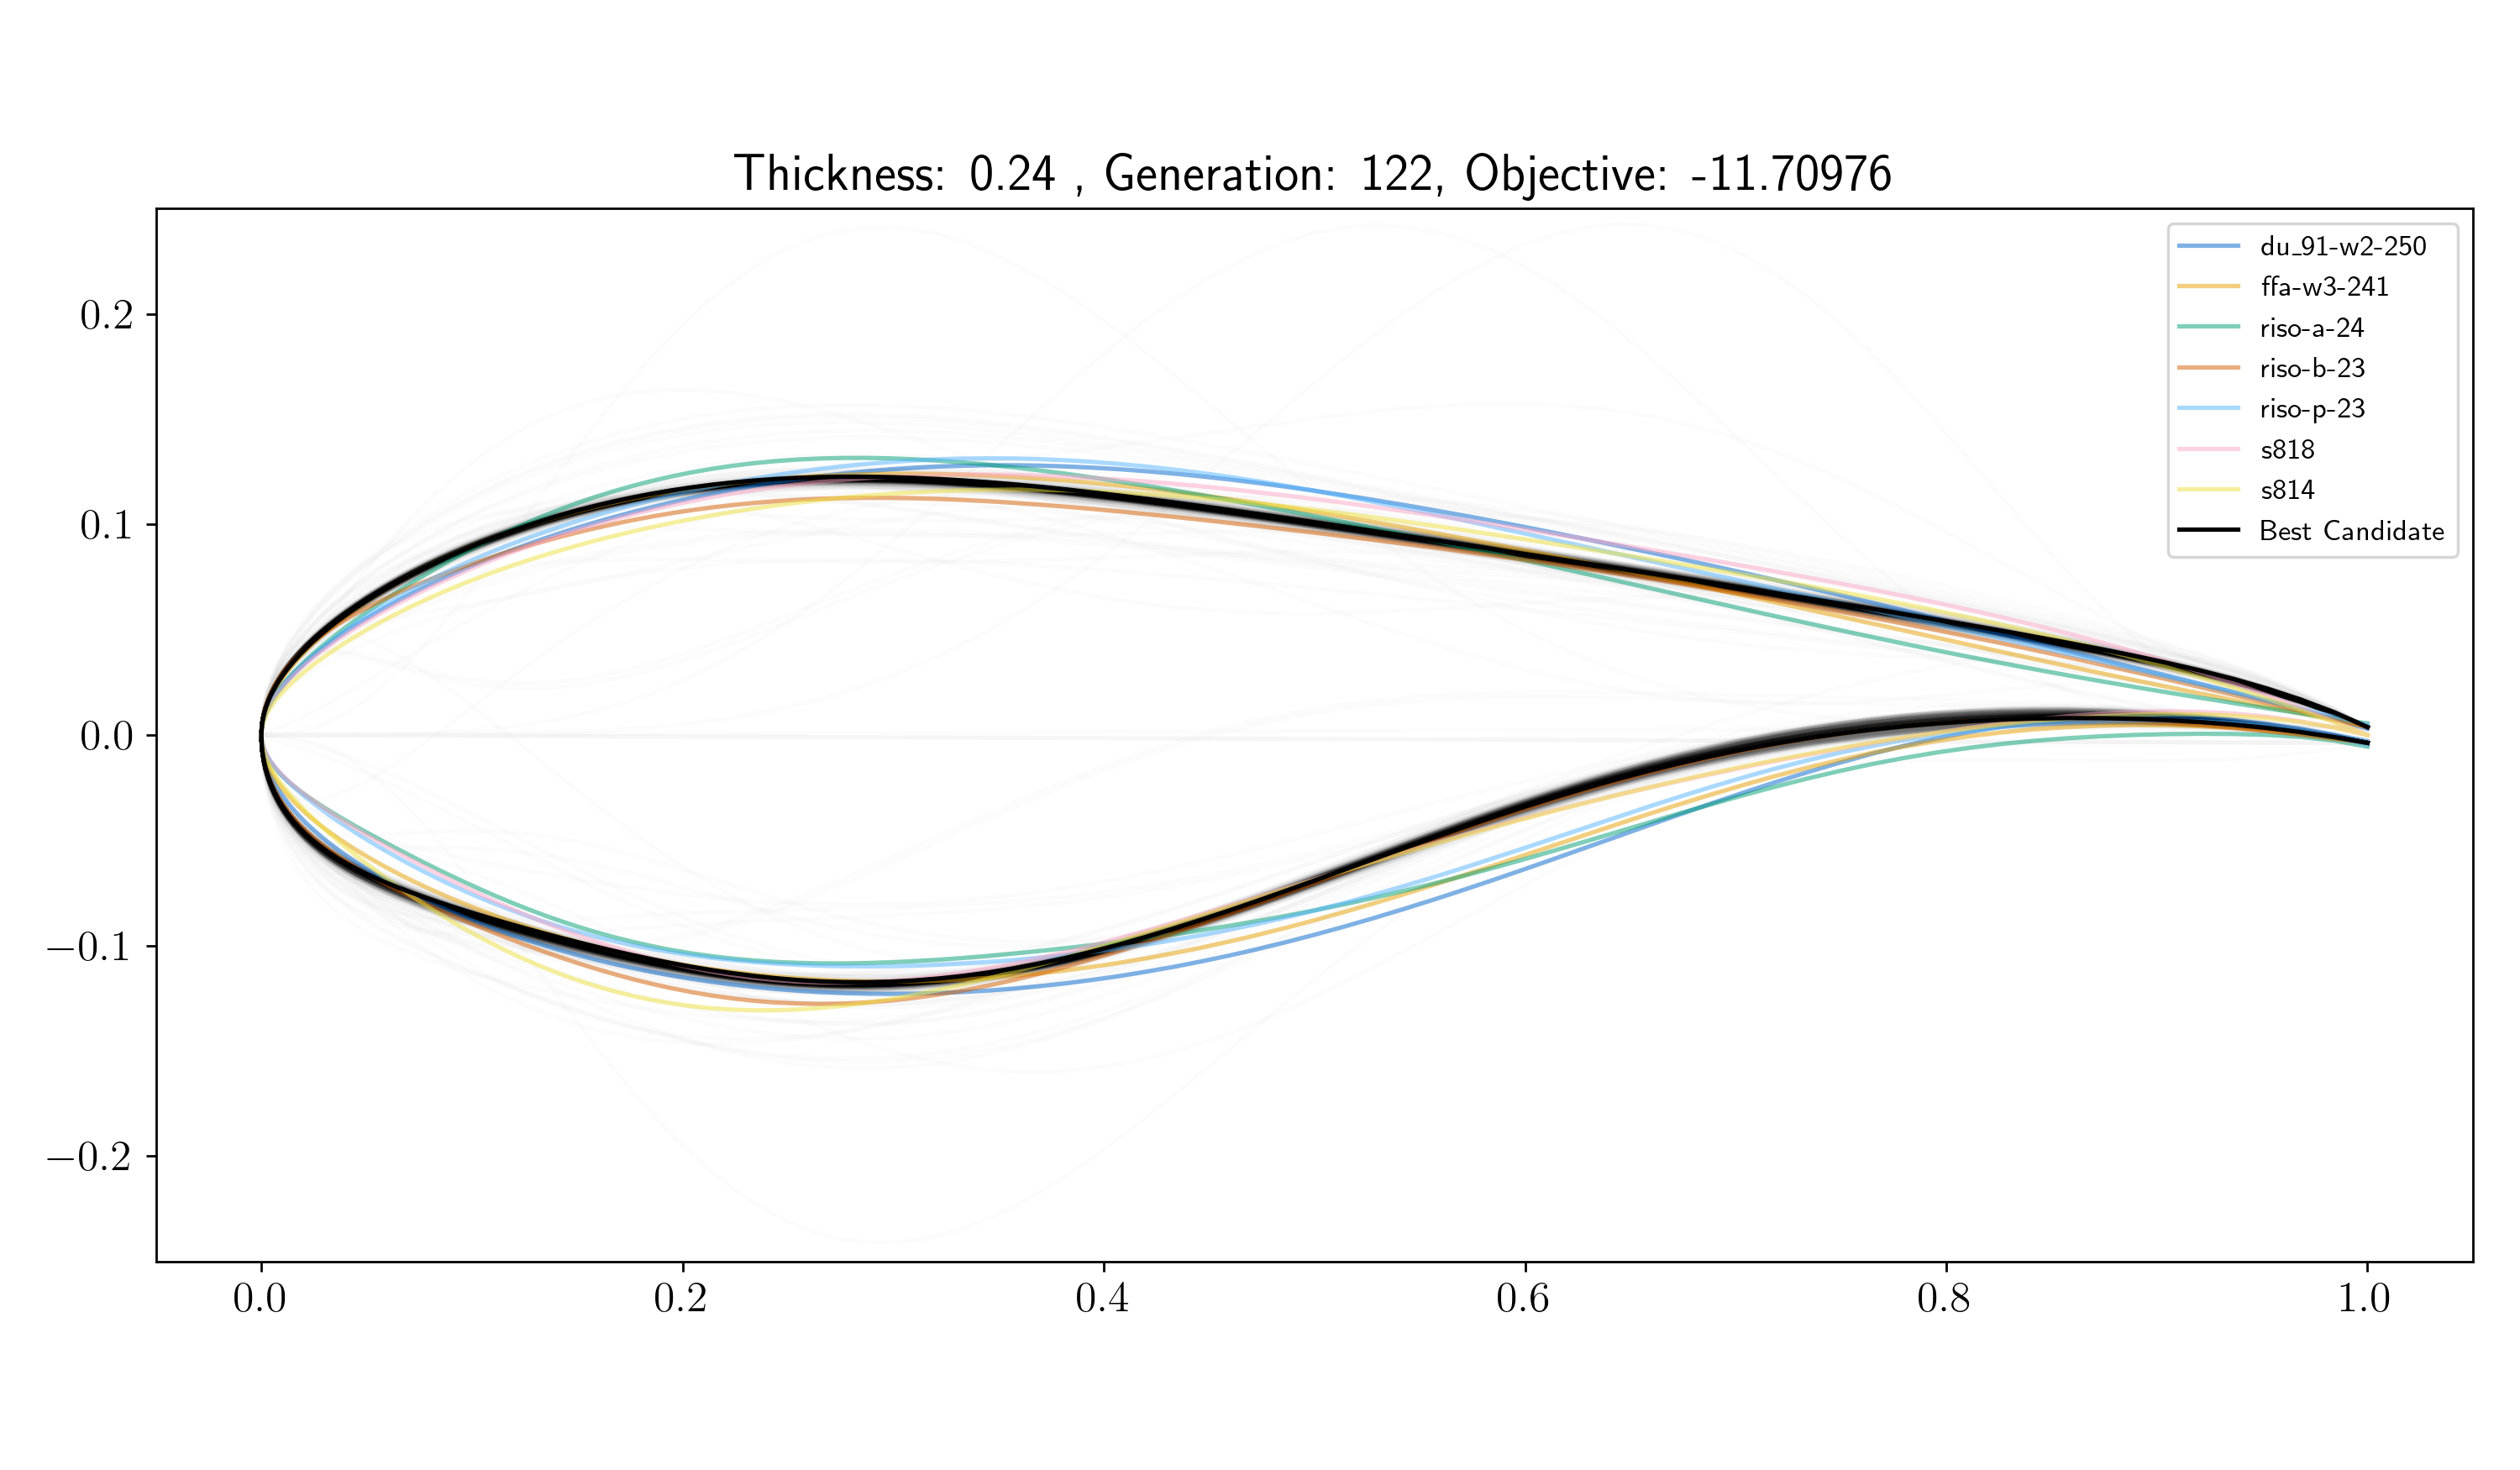 Thickness: 0.24 , Generation: 122, Objective: -11.70976
du_91-w2-250
ffa-w3-241
riso-a-24
riso-b-23
riso-p-23
s818
s814
Best Candidate
0.2
0.1
0.0
−0.1
−0.2
0.0 0.2 0.4 0.6 0.8 1.0